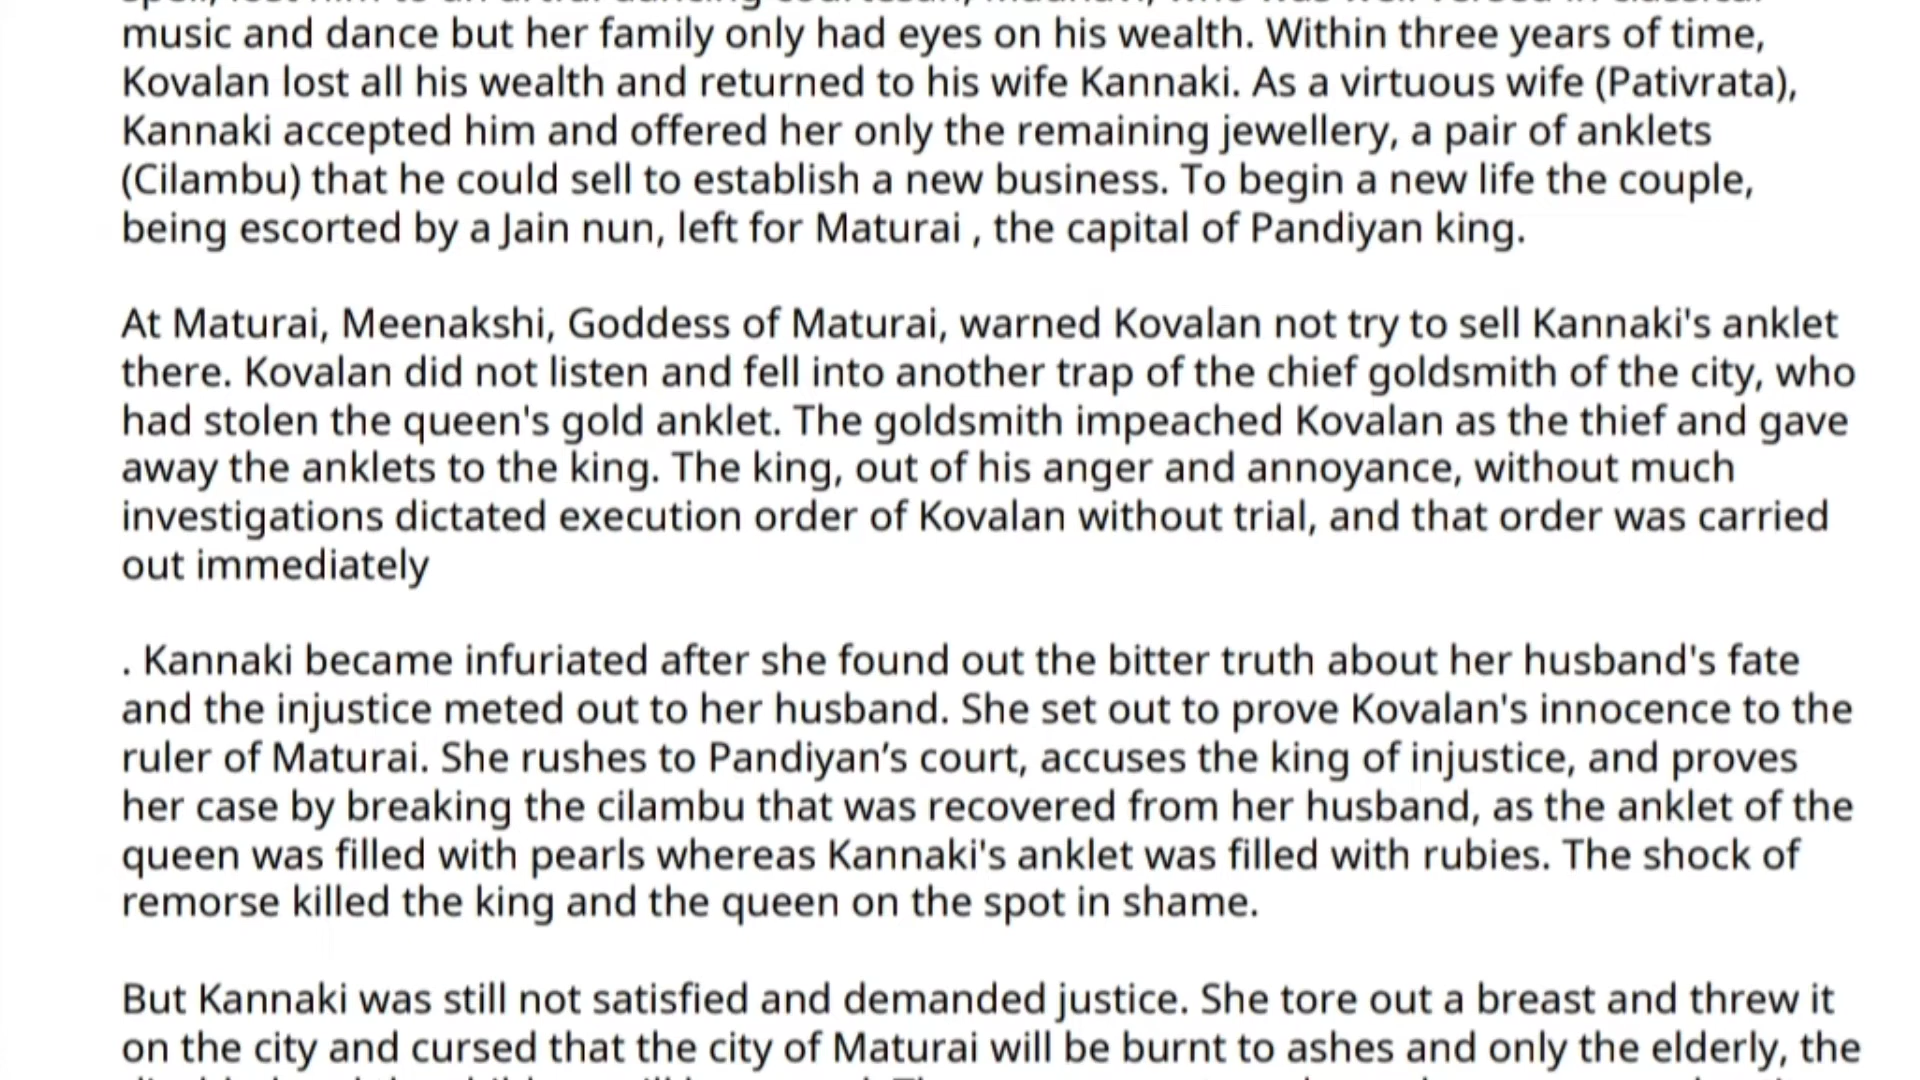 music and dance but her family only had eyes on his wealth. Within three years of time,
Kovalan lost all his wealth and returned to his wife Kannaki. As a virtuous wife (Pativrata),
Kannaki accepted him and offered her only the remaining jewellery, a pair of anklets
(Cilambu) that he could sell to establish a new business. To begin a new life the couple,
being escorted by a Jain nun, left for Maturai , the capital of Pandiyan king.
At Maturai, Meenakshi, Goddess of Maturai, warned Kovalan not try to sell Kannaki's anklet
there. Kovalan did not listen and fell into another trap of the chief goldsmith of the city, who
had stolen the queen's gold anklet. The goldsmith impeached Kovalan as the thief and gave
away the anklets to the king. The king, out of his anger and annoyance, without much
investigations dictated execution order of Kovalan without trial, and that order was carried
out immediately
. Kannaki became infuriated after she found out the bitter truth about her husband's fate
and the injustice meted out to her husband. She set out to prove Kovalan's innocence to the
ruler of Maturai. She rushes to Pandiyan’s court, accuses the king of injustice, and proves
her case by breaking the cilambu that was recovered from her husband, as the anklet of the
queen was filled with pearls whereas Kannaki's anklet was filled with rubies. The shock of
remorse killed the king and the queen on the spot in shame.
But Kannaki was still not satisfied and demanded justice. She tore out a breast and threw it
on the city and cursed that the city of Maturai will be burnt to ashes and only the elderly, the